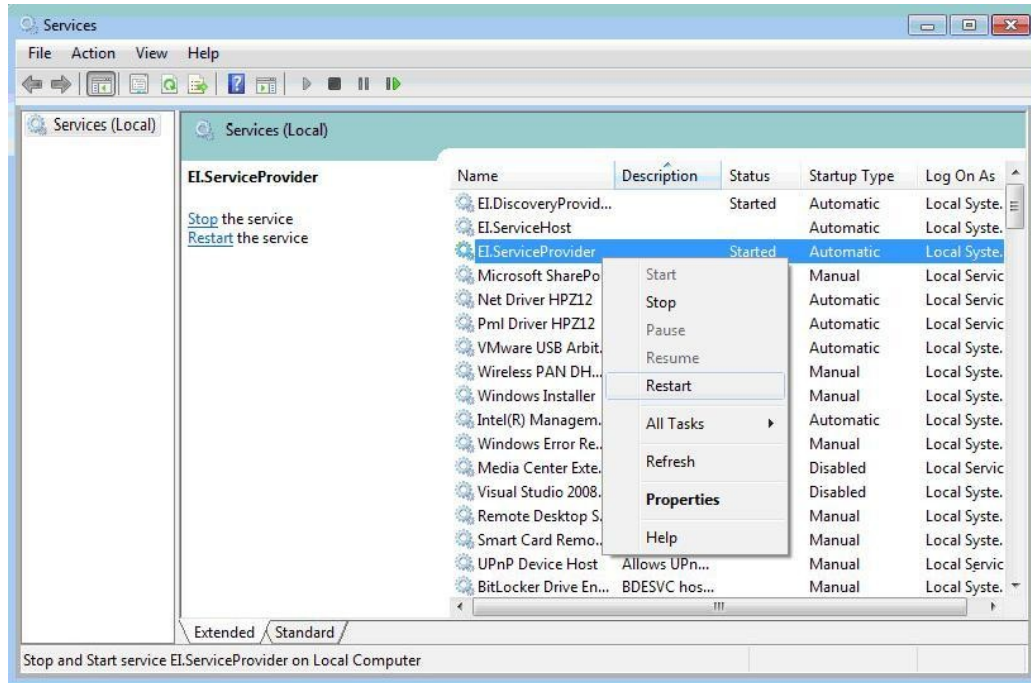 Services
File Action View Help
Services (Local)
Services (Local)
EI.ServiceProvider
Stop the service
Restart the service
Name Description Status Startup Type Log On As
EI.DiscoveryProvid... Started Automatic Local Syste.
EI.ServiceHost Automatic Local Syste.
EI.ServiceProvider Started Automatic Local Syste.
Microsoft SharePo Manual Local Servic
Net Driver HPZ12 Automatic Local Servic
Pml Driver HPZ12 Automatic Local Servic
VMware USB Arbit. Automatic Local Syste.
Wireless PAN DH... Manual Local Syste.
Windows Installer Manual Local Syste.
Intel(R) Managem. Automatic Local Syste.
Windows Error Re.. Manual Local Syste.
Media Center Exte. Disabled Local Servic
Visual Studio 2008. Disabled Local Syste.
Remote Desktop S. Manual Local Syste.
Smart Card Remo.. Manual Local Syste.
UPnP Device Host Allows UPn... Manual Local Servic
BitLocker Drive En... BDESVC hos... Manual Local Syste.
Start
Stop
Pause
Resume
Restart
All Tasks
Refresh
Properties
Help
Extended Standard
Stop and Start service EI.ServiceProvider on Local Computer